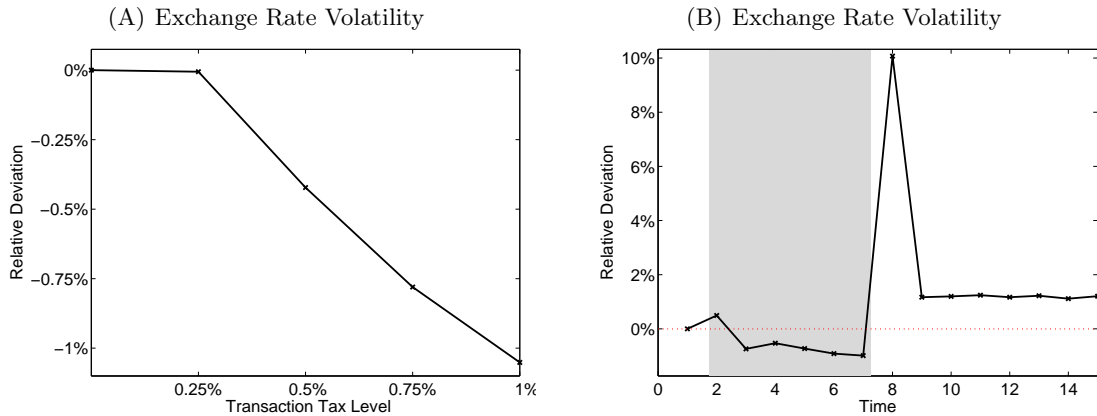 (A) Exchange Rate Volatility
0%
−0.25%
−0.5%
−0.75%
−1%
Relative Deviation
0.25% 0.5% 0.75% 1%
Transaction Tax Level
(B) Exchange Rate Volatility
10%
8%
6%
4%
2%
0%
Relative Deviation
0 2 4 6 8 10 12 14
Time